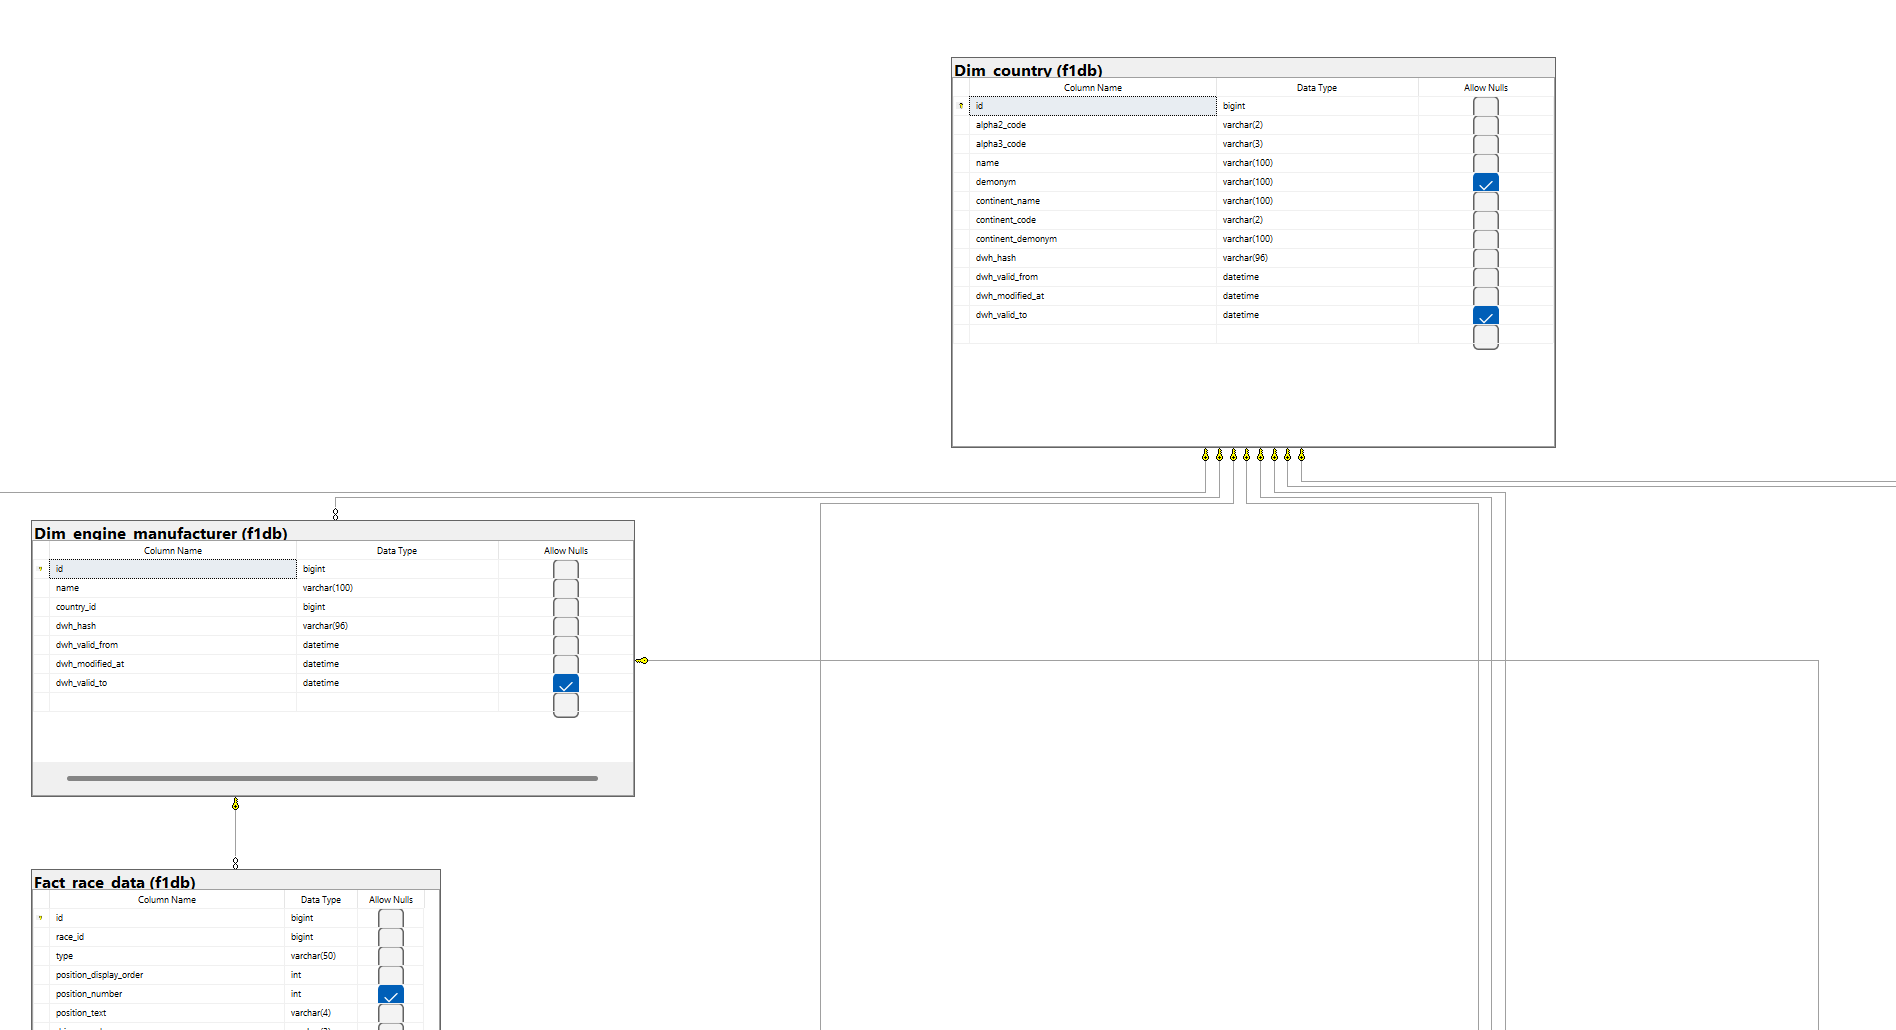 Dim_country (f1db)
Column Name Data Type Allow Nulls
id bigint
alpha2_code varchar(2)
alpha3_code varchar(3)
name varchar(100)
demonym varchar(100)
continent_name varchar(100)
continent_code varchar(2)
continent_demonym varchar(100)
dwh_hash varchar(96)
dwh_valid_from datetime
dwh_modified_at datetime
dwh_valid_to datetime
Dim_engine_manufacturer (f1db)
Column Name Data Type Allow Nulls
id bigint
name varchar(100)
country_id bigint
dwh_hash varchar(96)
dwh_valid_from datetime
dwh_modified_at datetime
dwh_valid_to datetime
Fact_race_data (f1db)
Column Name Data Type Allow Nulls
id bigint
race_id bigint
type varchar(50)
position_display_order int
position_number int
position_text varchar(4)